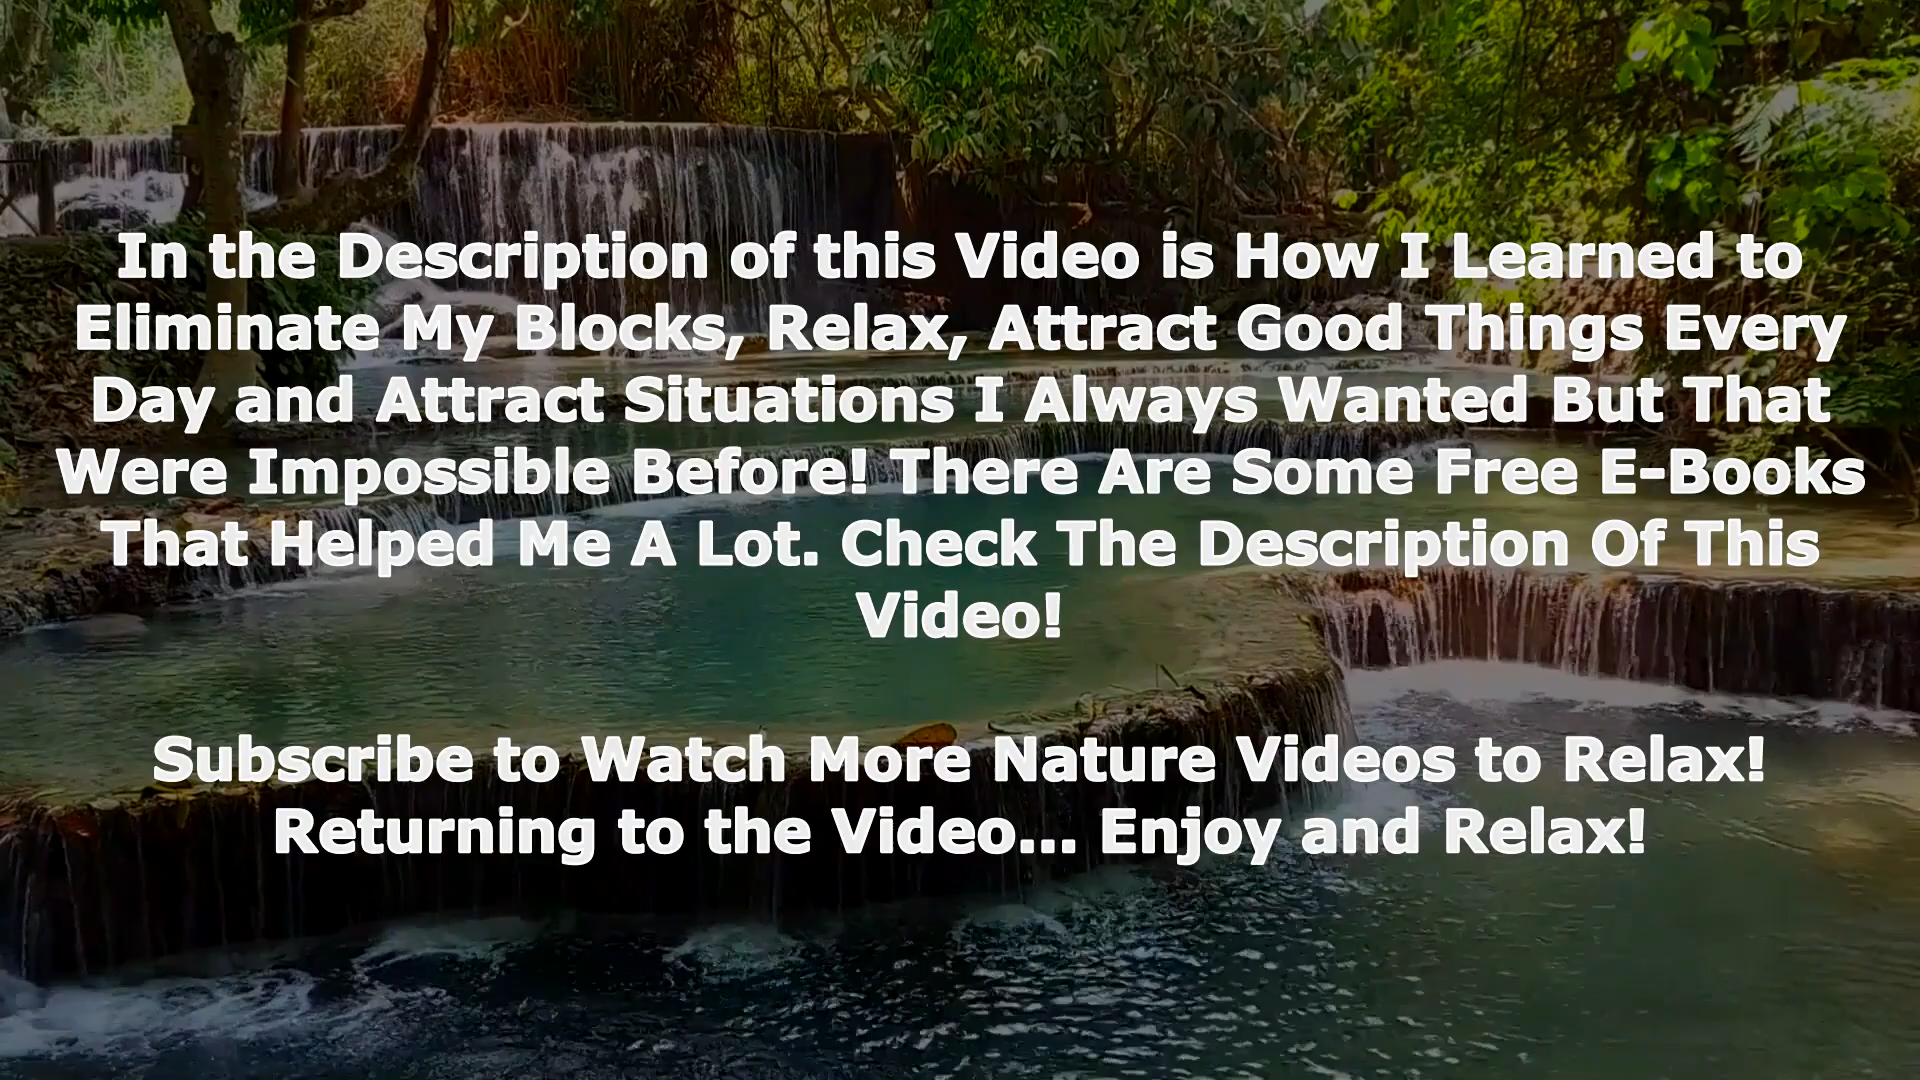 In the Description of this Video is How I Learned to
Eliminate My Blocks, Relax, Attract Good Things Every
Day and Attract Situations I Always Wanted But That
Were Impossible Before! There Are Some Free E-Books
That Helped Me A Lot. Check The Description Of This
Video!
Subscribe to Watch More Nature Videos to Relax!
Returning to the Video... Enjoy and Relax!